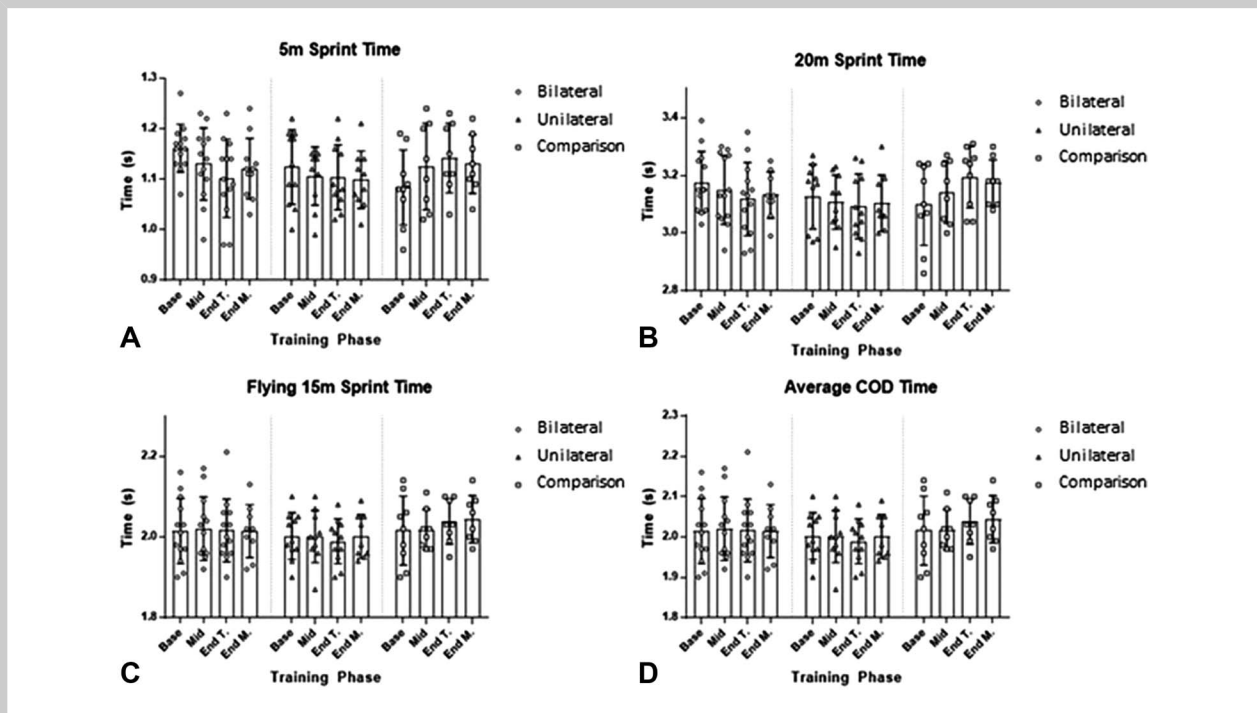 5m Sprint Time
1.3
1.2
1.1
1.0
0.9
Time (s)
Base Mid End T. End M. Base Mid End T. End M. Base Mid End T. End M.
Training Phase
Bilateral
Unilateral
Comparison
A
20m Sprint Time
3.4
3.2
3.0
2.8
Time (s)
Base Mid End T. End M. Base Mid End T. End M. Base Mid End T. End M.
Training Phase
Bilateral
Unilateral
Comparison
B
Flying 15m Sprint Time
2.2
2.0
1.8
Time (s)
Base Mid End T. End M. Base Mid End T. End M. Base Mid End T. End M.
Training Phase
Bilateral
Unilateral
Comparison
C
Average COD Time
2.3
2.2
2.1
2.0
1.9
1.8
Time (s)
Base Mid End T. End M. Base Mid End T. End M. Base Mid End T. End M.
Training Phase
Bilateral
Unilateral
Comparison
D